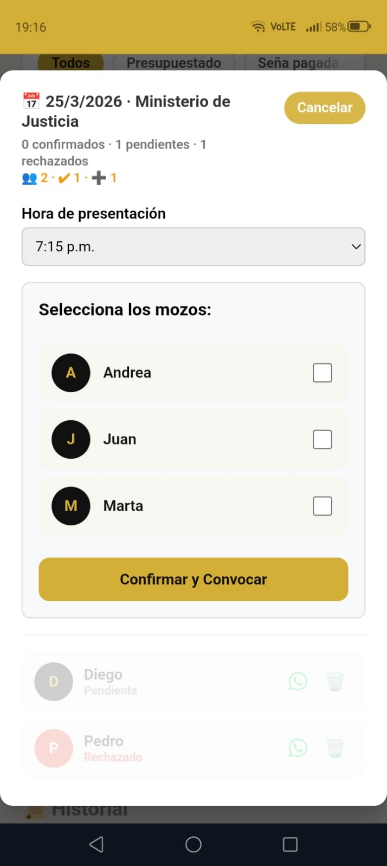 19:16
VoLTE
58%
Todos
Presupuestado
Seña pagada
📅 25/3/2026 · Ministerio de
Justicia
Cancelar
0 confirmados · 1 pendientes · 1
rechazados
👥 2 · ✔ 1 · ➕ 1
Hora de presentación
7:15 p.m.
Selecciona los mozos:
A
Andrea
J
Juan
M
Marta
Confirmar y Convocar
D
Diego
Pendiente
P
Pedro
Rechazado
Historial